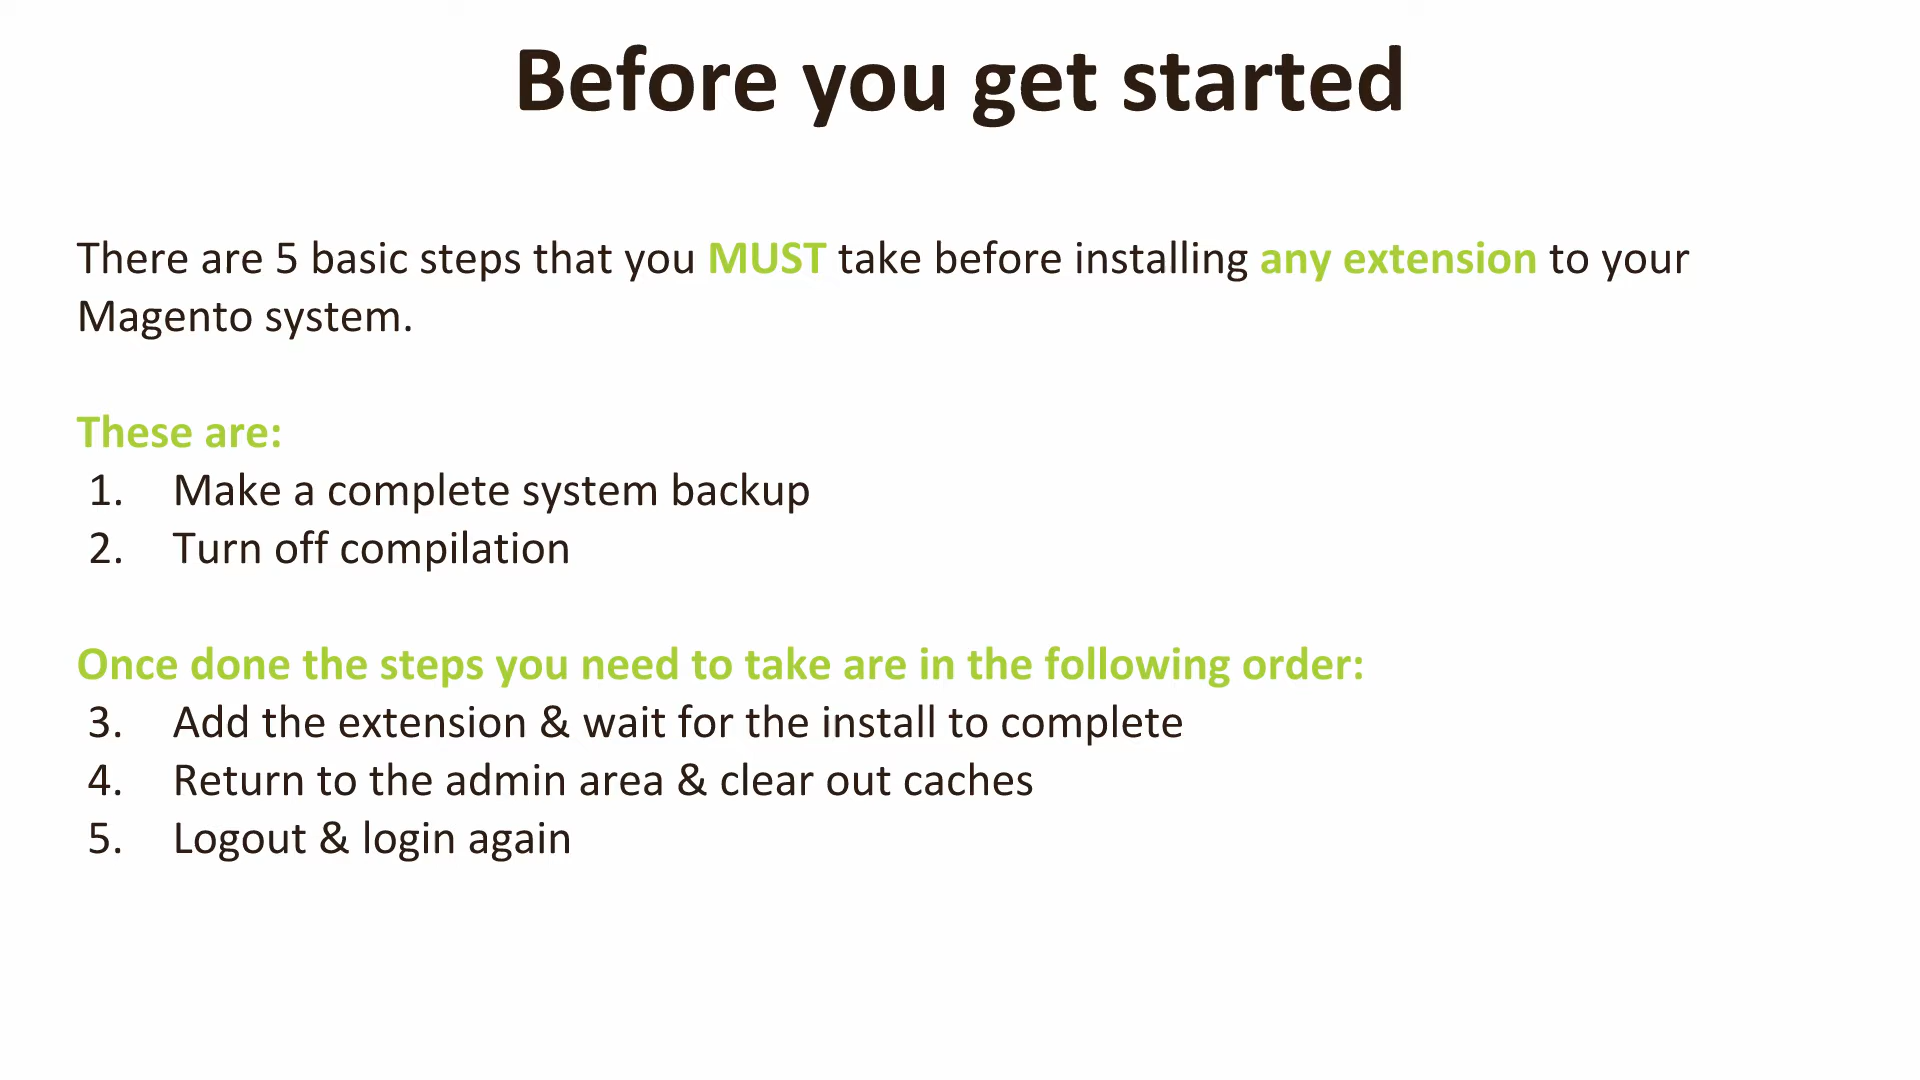 Before you get started
There are 5 basic steps that you MUST take before installing any extension to your
Magento system.
These are:
1. Make a complete system backup
2. Turn off compilation
Once done the steps you need to take are in the following order:
3. Add the extension & wait for the install to complete
4. Return to the admin area & clear out caches
5. Logout & login again